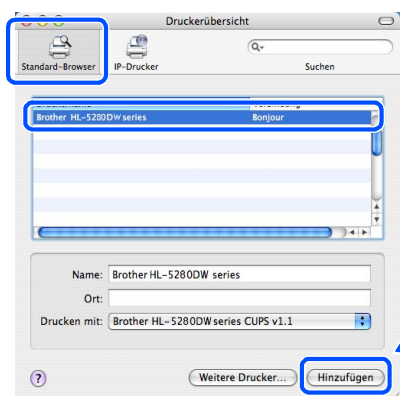 Druckerübersicht
Standard-Browser IP-Drucker Suchen
Brother HL-5280DW series Bonjour
Name: Brother HL-5280DW series
Ort:
Drucken mit: Brother HL-5280DW series CUPS v1.1
? Weitere Drucker... Hinzufügen